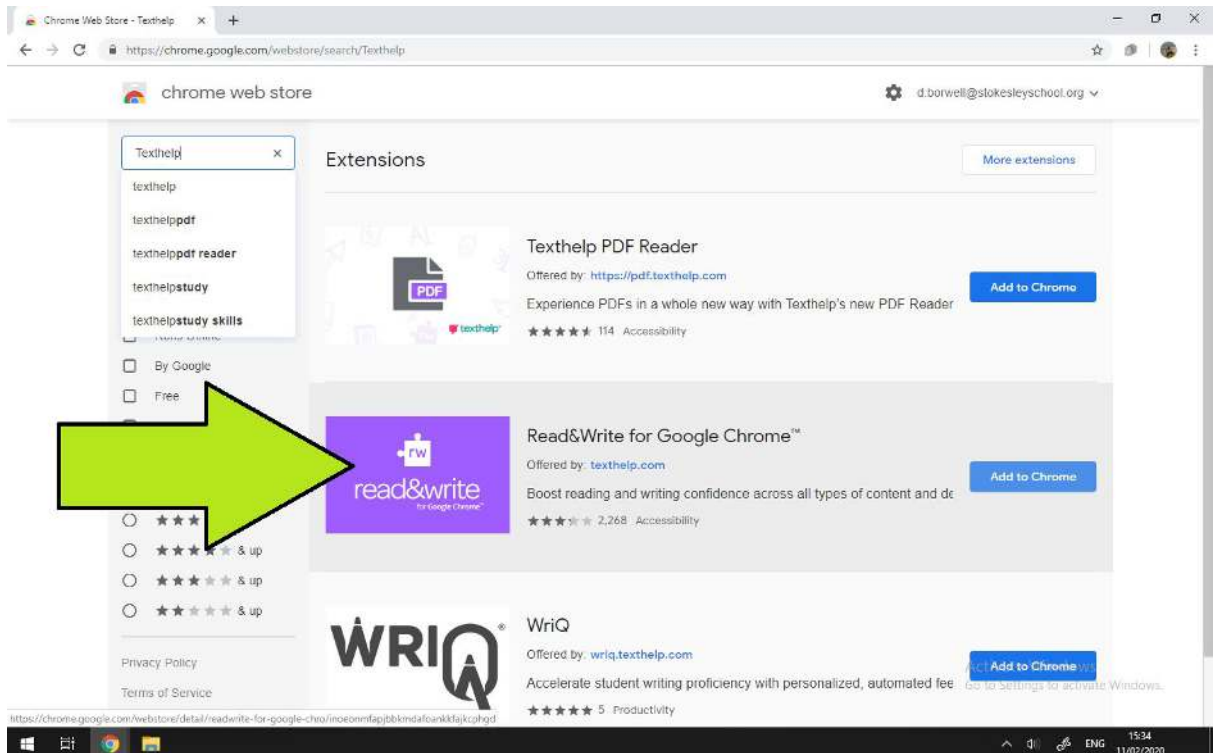 Chrome Web Store - Texthelp
https://chrome.google.com/webstore/search/Texthelp
chrome web store
d.borwell@stokesleyschool.org
Texthelp
texthelp
texthelppdf
texthelppdf reader
texthelpstudy
texthelpstudy skills
Runs Offline
By Google
Free
& up
& up
& up
Privacy Policy
Terms of Service
Extensions
More extensions
PDF
texthelp
Texthelp PDF Reader
Offered by: https://pdf.texthelp.com
Experience PDFs in a whole new way with Texthelp's new PDF Reader
114 Accessibility
Add to Chrome
rw
read&write
for Google Chrome™
Read&Write for Google Chrome™
Offered by: texthelp.com
Boost reading and writing confidence across all types of content and de
2,268 Accessibility
Add to Chrome
WRIQ®
WriQ
Offered by: wriq.texthelp.com
Accelerate student writing proficiency with personalized, automated fee
5 Productivity
Add to Chrome
Go to Settings to activate Windows.
ENG
15:34
11/02/2020